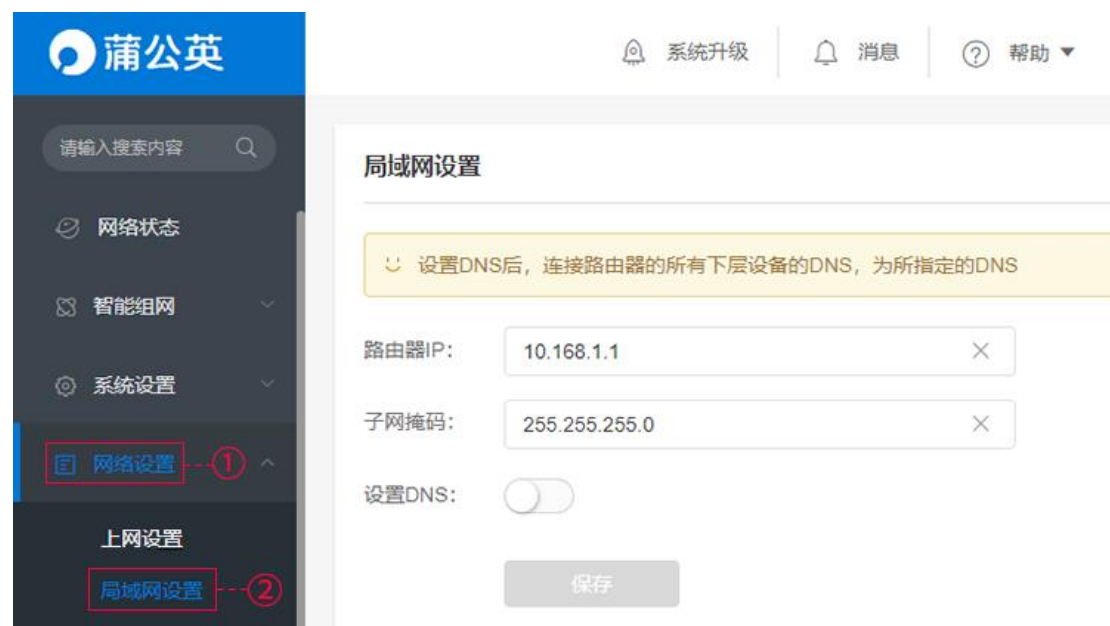 蒲公英
系统升级
消息
帮助
请输入搜索内容
网络状态
智能组网
系统设置
网络设置 ①
上网设置
局域网设置 ②
局域网设置
设置DNS后，连接路由器的所有下层设备的DNS，为所指定的DNS
路由器IP： 10.168.1.1
子网掩码： 255.255.255.0
设置DNS：
保存